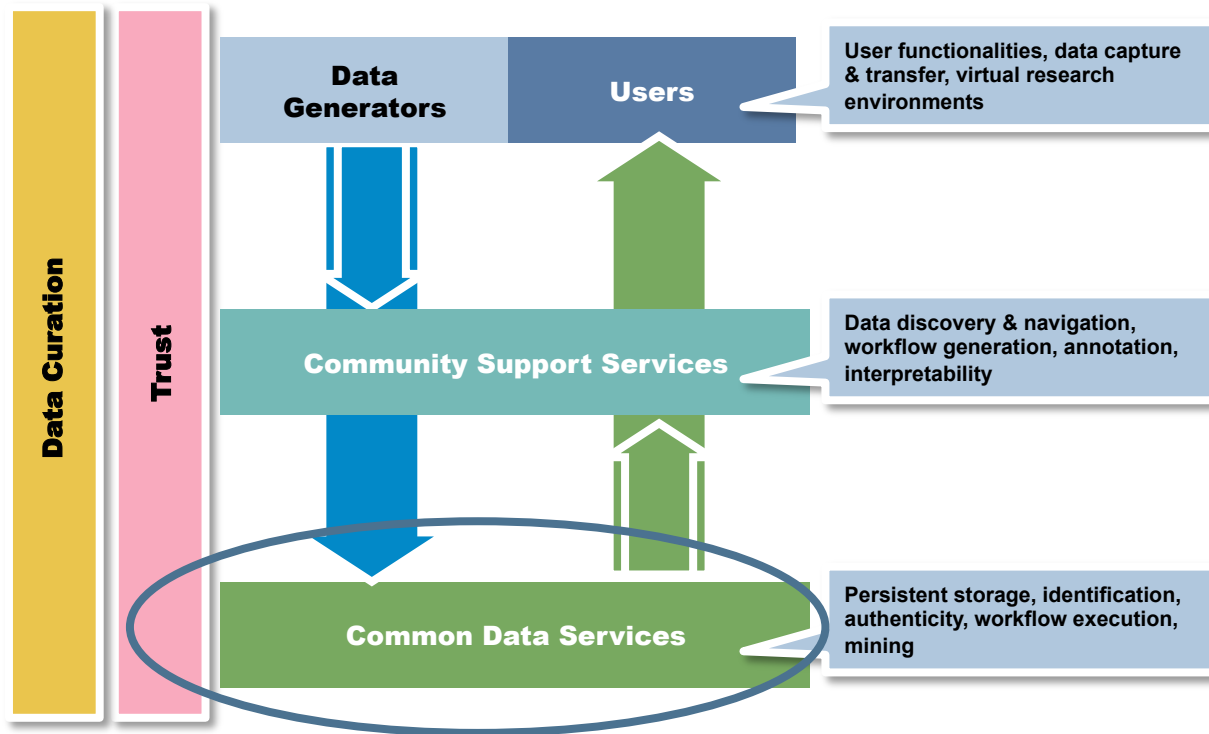 Data Curation
Trust
Data
Generators
Users
User functionalities, data capture
& transfer, virtual research
environments
Community Support Services
Data discovery & navigation,
workflow generation, annotation,
interpretability
Common Data Services
Persistent storage, identification,
authenticity, workflow execution,
mining